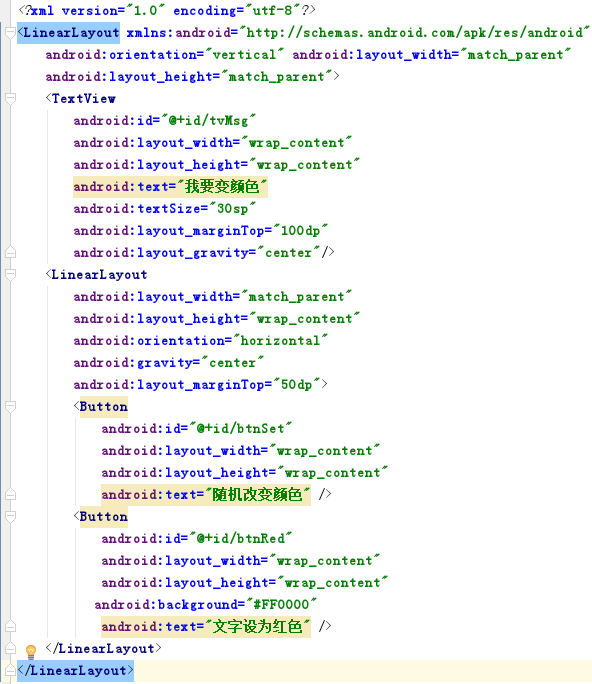 <?xml version="1.0" encoding="utf-8"?>
<LinearLayout xmlns:android="http://schemas.android.com/apk/res/android"
    android:orientation="vertical" android:layout_width="match_parent"
    android:layout_height="match_parent">
    <TextView
        android:id="@+id/tvMsg"
        android:layout_width="wrap_content"
        android:layout_height="wrap_content"
        android:text="我要变颜色"
        android:textSize="30sp"
        android:layout_marginTop="100dp"
        android:layout_gravity="center"/>
    <LinearLayout
        android:layout_width="match_parent"
        android:layout_height="wrap_content"
        android:orientation="horizontal"
        android:gravity="center"
        android:layout_marginTop="50dp">
        <Button
            android:id="@+id/btnSet"
            android:layout_width="wrap_content"
            android:layout_height="wrap_content"
            android:text="随机改变颜色" />
        <Button
            android:id="@+id/btnRed"
            android:layout_width="wrap_content"
            android:layout_height="wrap_content"
           android:background="#FF0000"
            android:text="文字设为红色" />
    </LinearLayout>
</LinearLayout>